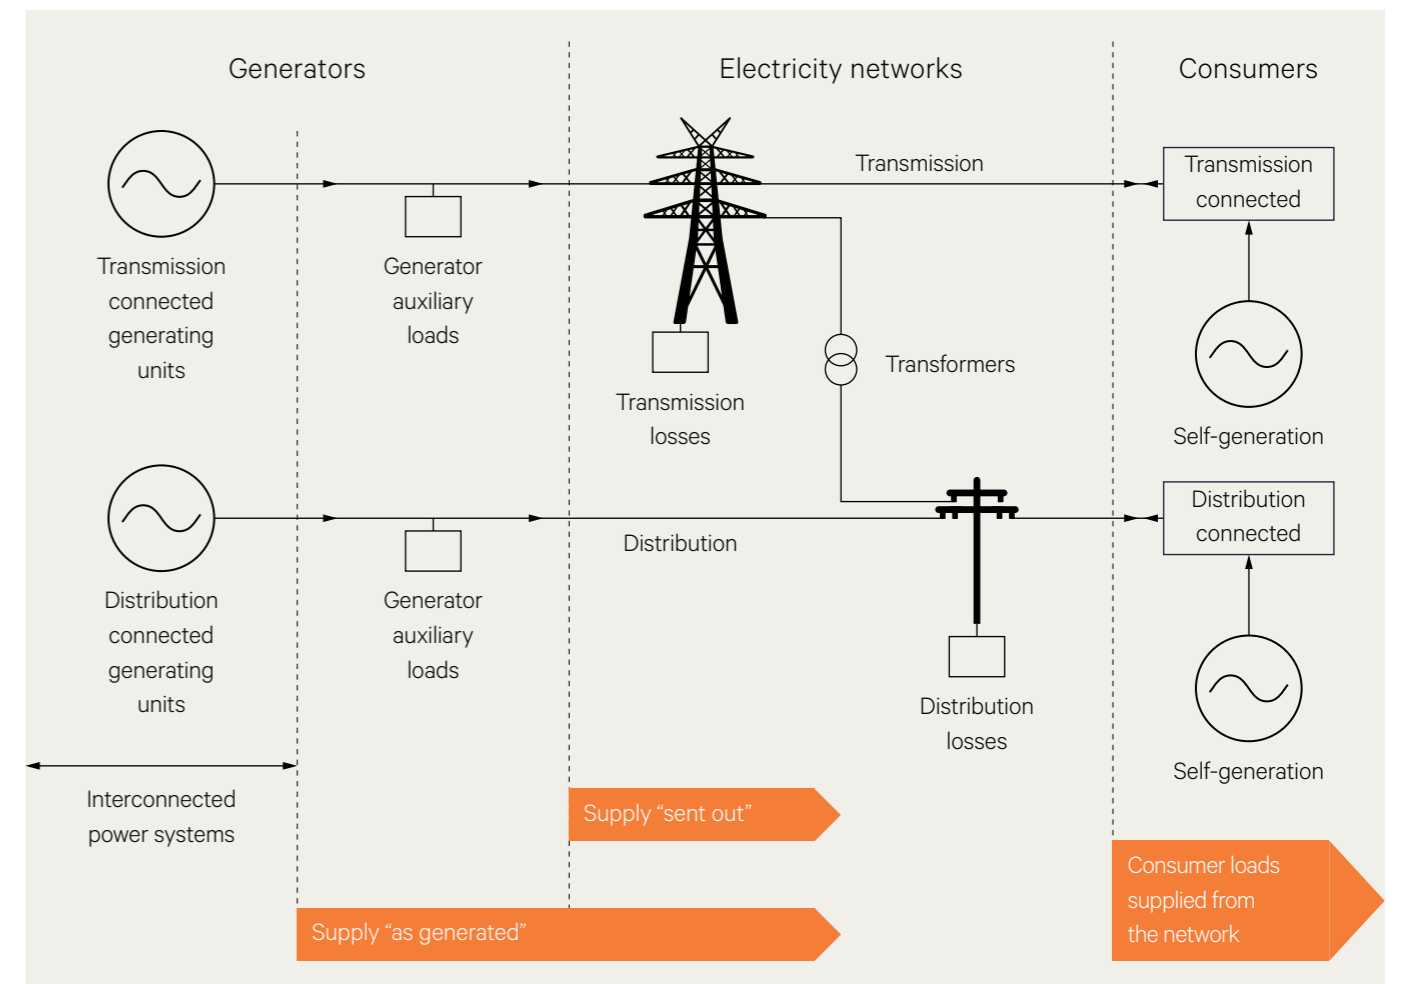 Generators
Electricity networks
Consumers
Transmission
Transmission
connected
Transmission
connected
generating
units
Generator
auxiliary
loads
Transformers
Transmission
losses
Self-generation
Distribution
connected
Distribution
Distribution
connected
generating
units
Generator
auxiliary
loads
Distribution
losses
Self-generation
Interconnected
power systems
Supply “sent out”
Consumer loads
supplied from
the network
Supply “as generated”